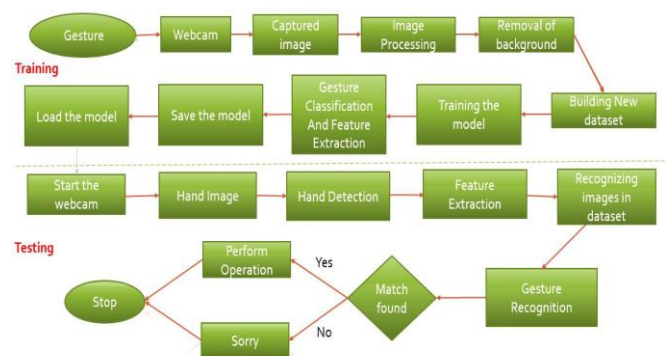 Gesture
Webcam
Captured
image
Image
Processing
Removal of
background
Training
Building New
dataset
Training the
model
Gesture
Classification
And Feature
Extraction
Save the model
Load the model
Start the
webcam
Hand Image
Hand Detection
Feature
Extraction
Recognizing
images in
dataset
Testing
Gesture
Recognition
Match
found
Yes
No
Perform
Operation
Sorry
Stop